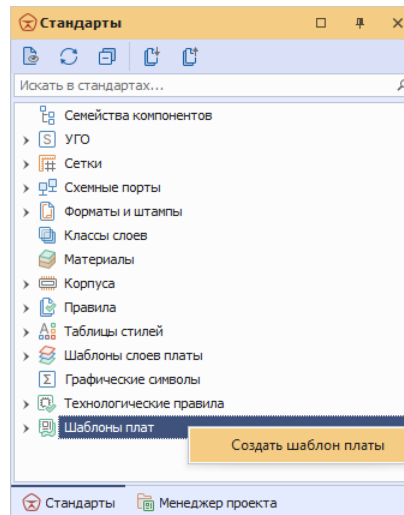 Стандарты
Искать в стандартах...
Семейства компонентов
УГО
Сетки
Схемные порты
Форматы и штампы
Классы слоев
Материалы
Корпуса
Правила
Таблицы стилей
Шаблоны слоев платы
Графические символы
Технологические правила
Шаблоны плат
Создать шаблон платы
Стандарты Менеджер проекта